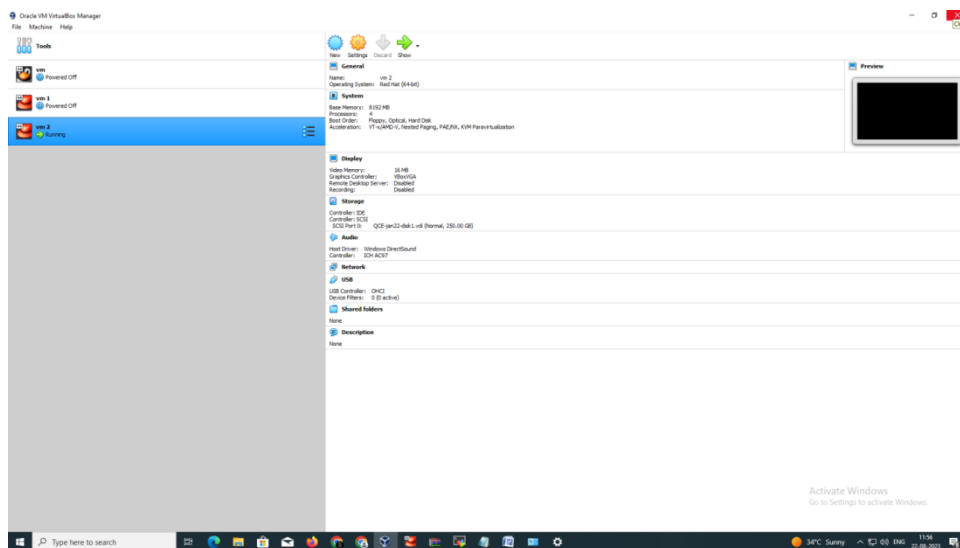 Oracle VM VirtualBox Manager
File Machine Help
Tools
New Settings Discard Show
vm
Powered Off
vm 1
Powered Off
vm 2
Running
General
Name: vm 2
Operating System: Red Hat (64-bit)
System
Base Memory: 8192 MB
Processors: 4
Boot Order: Floppy, Optical, Hard Disk
Acceleration: VT-x/AMD-V, Nested Paging, PAE/NX, KVM Paravirtualization
Preview
Display
Video Memory: 16 MB
Graphics Controller: VBoxVGA
Remote Desktop Server: Disabled
Recording: Disabled
Storage
Controller: IDE
Controller: SCSI
SCSI Port 0: QCE-jan22-disk1.vdi (Normal, 250.00 GB)
Audio
Host Driver: Windows DirectSound
Controller: ICH AC97
Network
USB
USB Controller: OHCI
Device Filters: 0 (0 active)
Shared folders
None
Description
None
Activate Windows
Go to Settings to activate Windows.
Type here to search
34°C Sunny
ENG
11:56
22-08-2023